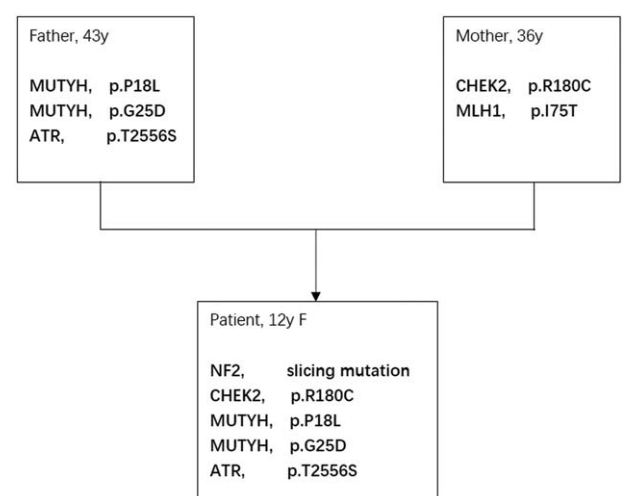 Father, 43y
MUTYH, p.P18L
MUTYH, p.G25D
ATR, p.T2556S
Mother, 36y
CHEK2, p.R180C
MLH1, p.I75T
Patient, 12y F
NF2, slicing mutation
CHEK2, p.R180C
MUTYH, p.P18L
MUTYH, p.G25D
ATR, p.T2556S